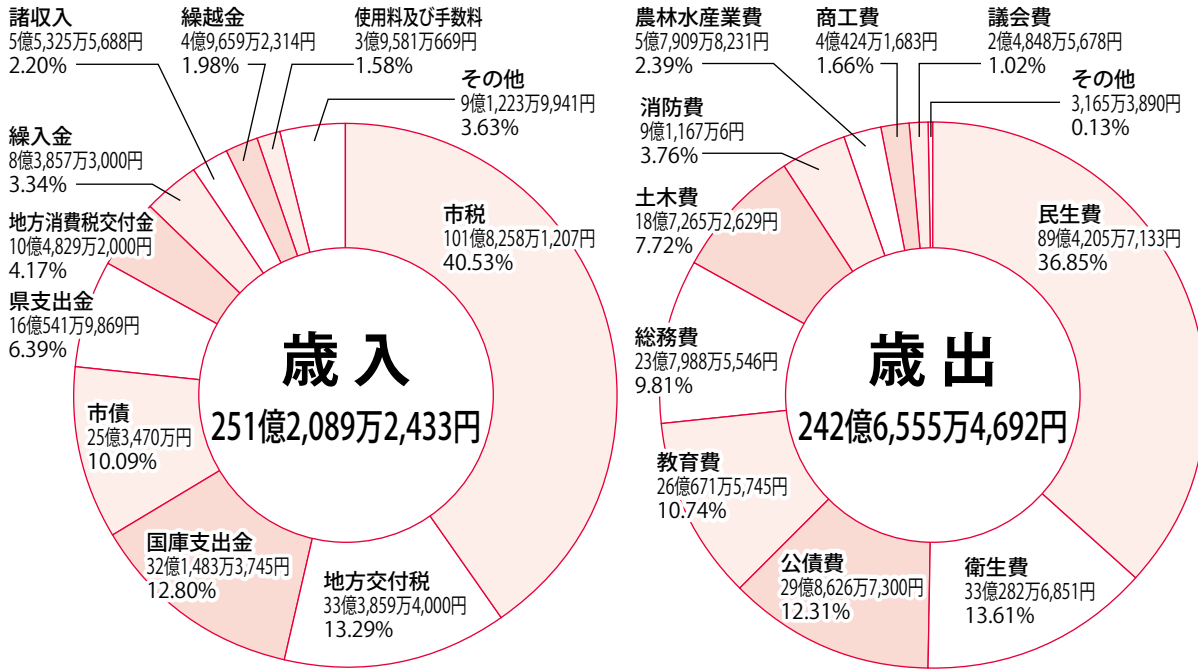 諸収入
5億5,325万5,688円
2.20%
繰越金
4億9,659万2,314円
1.98%
使用料及び手数料
3億9,581万669円
1.58%
その他
9億1,223万9,941円
3.63%
繰入金
8億3,857万3,000円
3.34%
地方消費税交付金
10億4,829万2,000円
4.17%
県支出金
16億541万9,869円
6.39%
市債
25億3,470万円
10.09%
国庫支出金
32億1,483万3,745円
12.80%
地方交付税
33億3,859万4,000円
13.29%
市税
101億8,258万1,207円
40.53%
歳入
251億2,089万2,433円
農林水産業費
5億7,909万8,231円
2.39%
商工費
4億424万1,683円
1.66%
議会費
2億4,848万5,678円
1.02%
その他
3,165万3,890円
0.13%
消防費
9億1,167万6円
3.76%
土木費
18億7,265万2,629円
7.72%
総務費
23億7,988万5,546円
9.81%
教育費
26億671万5,745円
10.74%
公債費
29億8,626万7,300円
12.31%
衛生費
33億282万6,851円
13.61%
民生費
89億4,205万7,133円
36.85%
歳出
242億6,555万4,692円